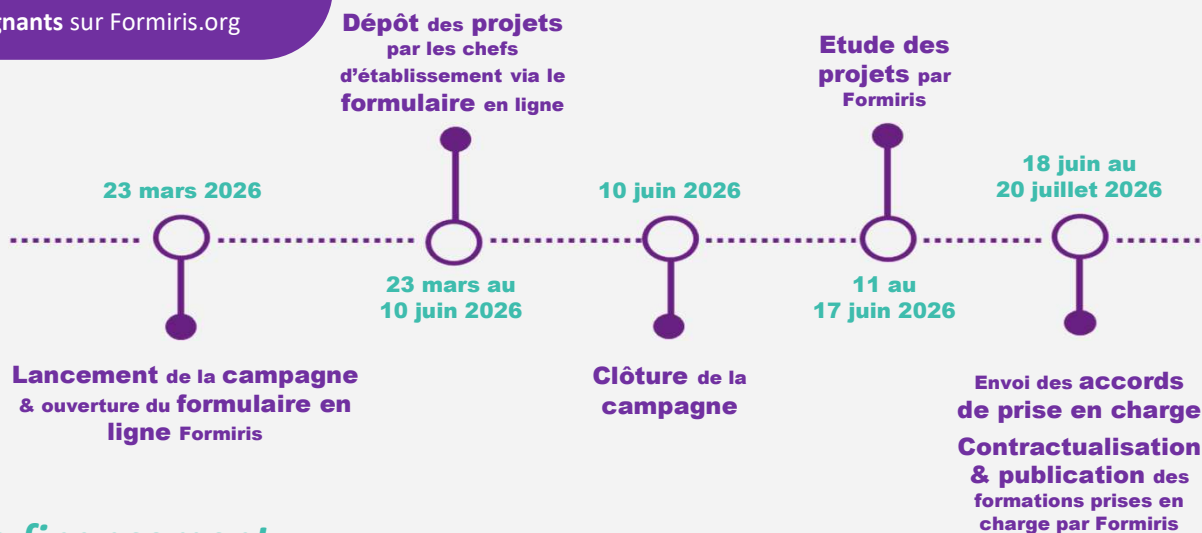 gnants sur Formiris.org
Dépôt des projets
par les chefs
d'établissement via le
formulaire en ligne
Etude des
projets par
Formiris
23 mars 2026
10 juin 2026
18 juin au
20 juillet 2026
23 mars au
10 juin 2026
11 au
17 juin 2026
Lancement de la campagne
& ouverture du formulaire en
ligne Formiris
Clôture de la
campagne
Envoi des accords
de prise en charge
Contractualisation
& publication des
formations prises en
charge par Formiris